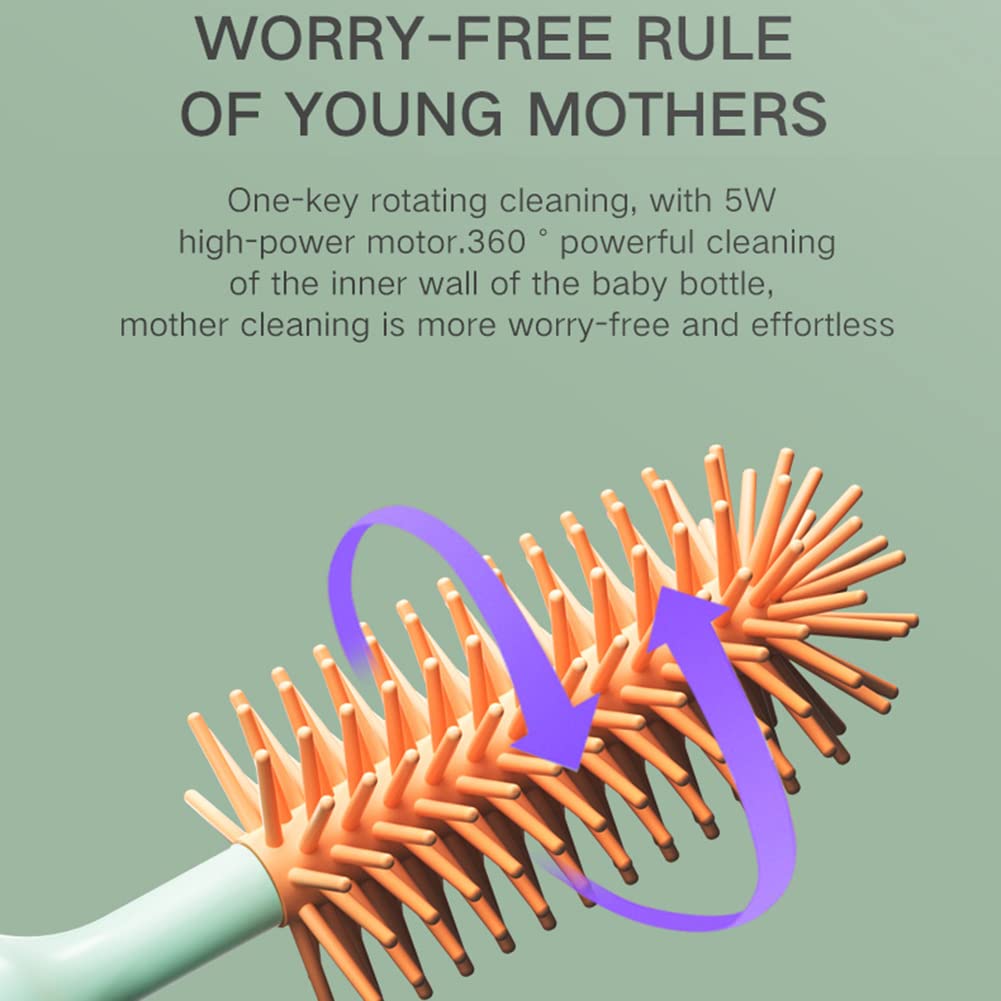 WORRY-FREE RULE
OF YOUNG MOTHERS
One-key rotating cleaning, with 5W
high-power motor.360 ° powerful cleaning
of the inner wall of the baby bottle,
mother cleaning is more worry-free and effortless